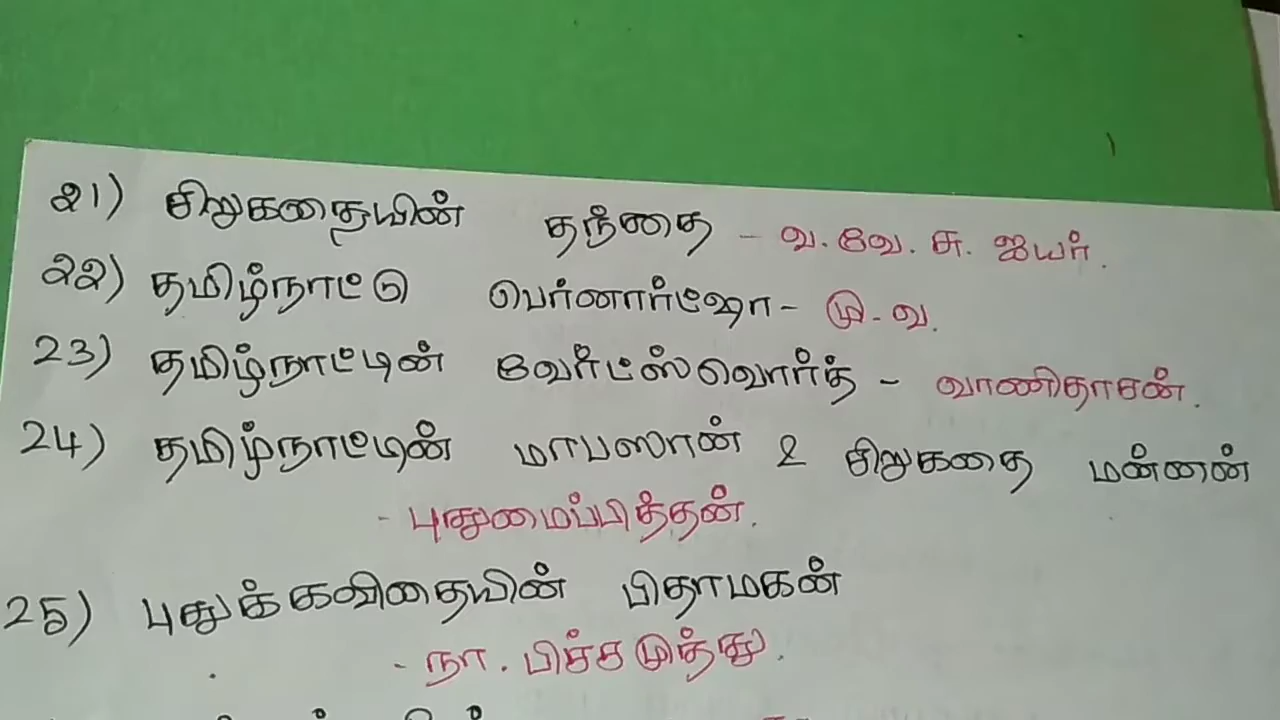 21) சிறுகதையின் தந்தை - வ.வே.சு. ஐயர்.
22) தமிழ்நாட்டு பெர்னார்ட்ஷா - மு.வ.
23) தமிழ்நாட்டின் வேர்ட்ஸ்வொர்த் - வாணிதாசன்.
24) தமிழ்நாட்டின் மாபஸான் & சிறுகதை மன்னன்
- புதுமைப்பித்தன்.
25) புதுக்கவிதையின் பிதாமகன்
- நா. பிச்சமுத்து.